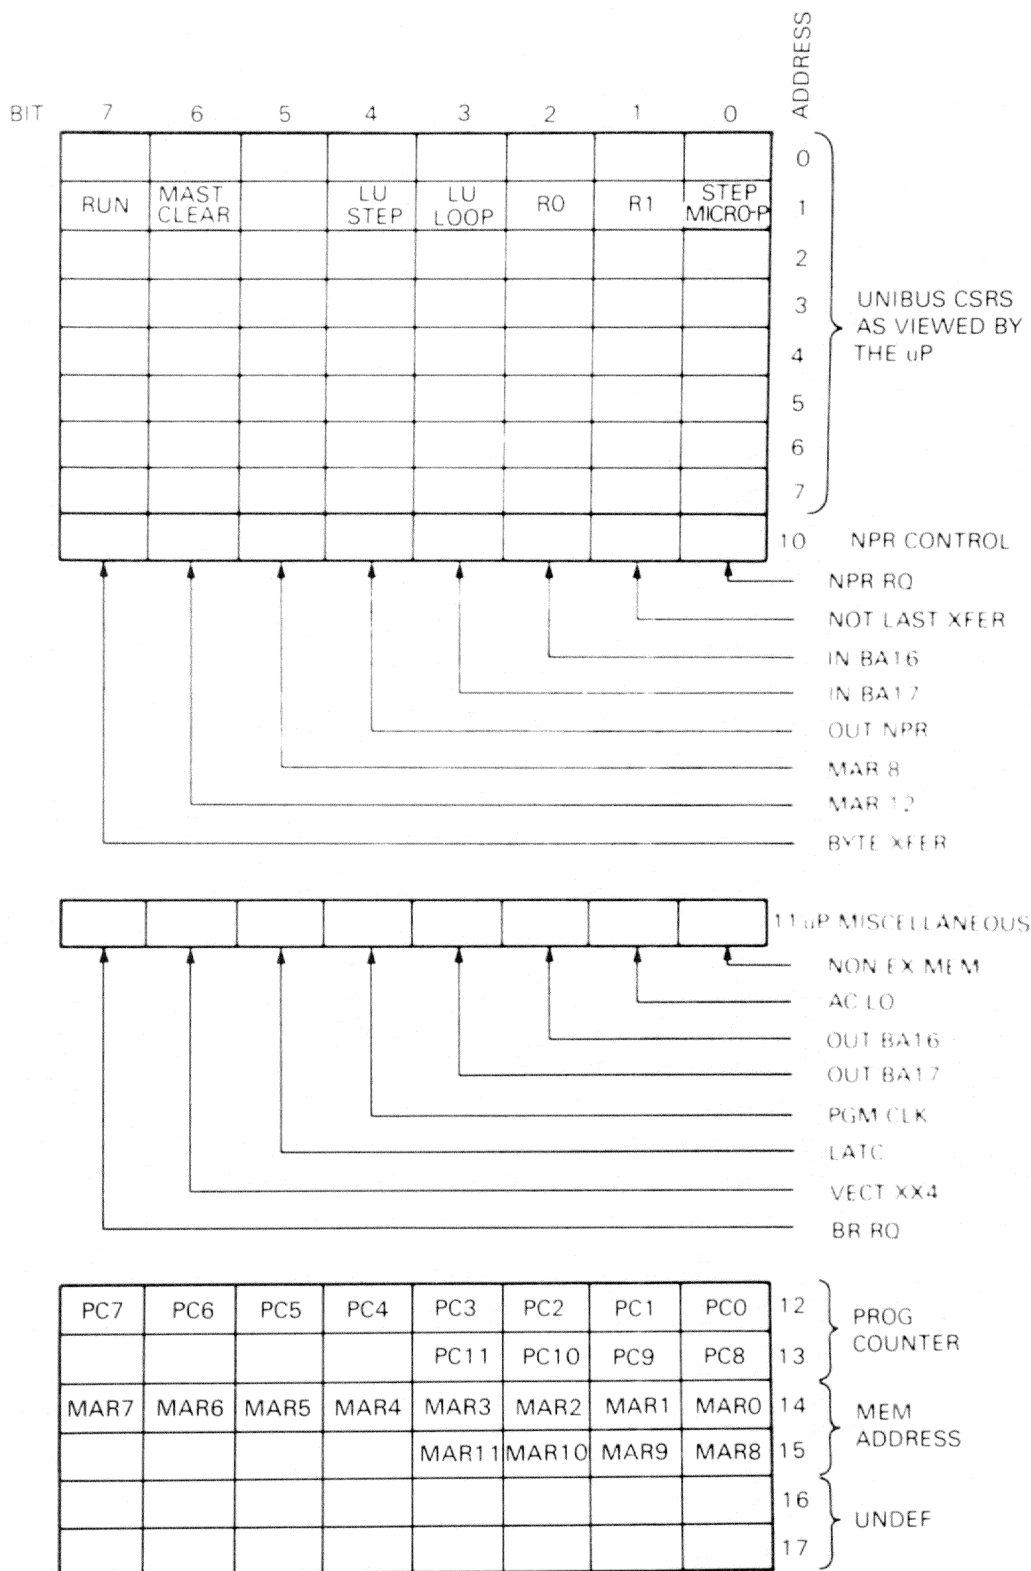 ADDRESS
BIT 7 6 5 4 3 2 1 0
0
RUN MAST CLEAR LU STEP LU LOOP R0 R1 STEP MICRO-P 1
2
3
UNIBUS CSRS
AS VIEWED BY
THE uP
4
5
6
7
10 NPR CONTROL
NPR RQ
NOT LAST XFER
IN BA16
IN BA17
OUT NPR
MAR 8
MAR 12
BYTE XFER
11 uP MISCELLANEOUS
NON EX MEM
AC LO
OUT BA16
OUT BA17
PGM CLK
LATC
VECT XX4
BR RQ
PC7 PC6 PC5 PC4 PC3 PC2 PC1 PC0 12
PROG
COUNTER
PC11 PC10 PC9 PC8 13
MAR7 MAR6 MAR5 MAR4 MAR3 MAR2 MAR1 MAR0 14
MEM
ADDRESS
MAR11 MAR10 MAR9 MAR8 15
16
UNDEF
17